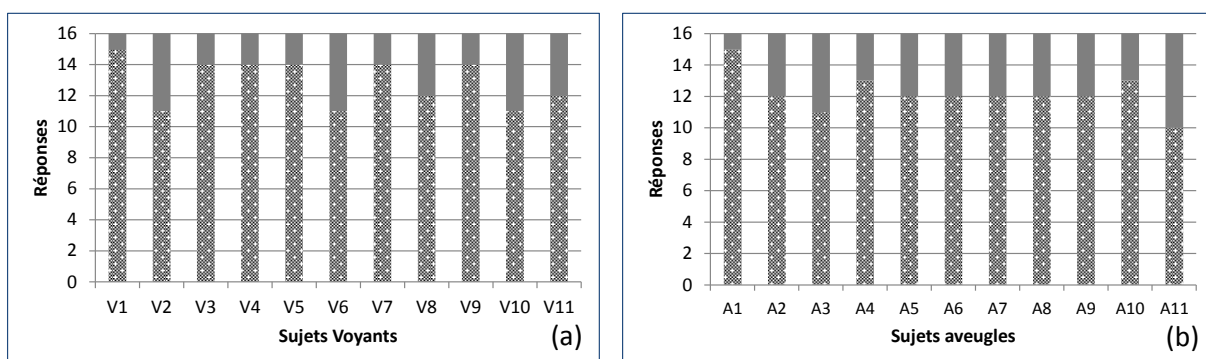 16
14
12
10
8
6
4
2
0
Réponses
V1 V2 V3 V4 V5 V6 V7 V8 V9 V10 V11
Sujets Voyants
(a)
16
14
12
10
8
6
4
2
0
Réponses
A1 A2 A3 A4 A5 A6 A7 A8 A9 A10 A11
Sujets aveugles
(b)